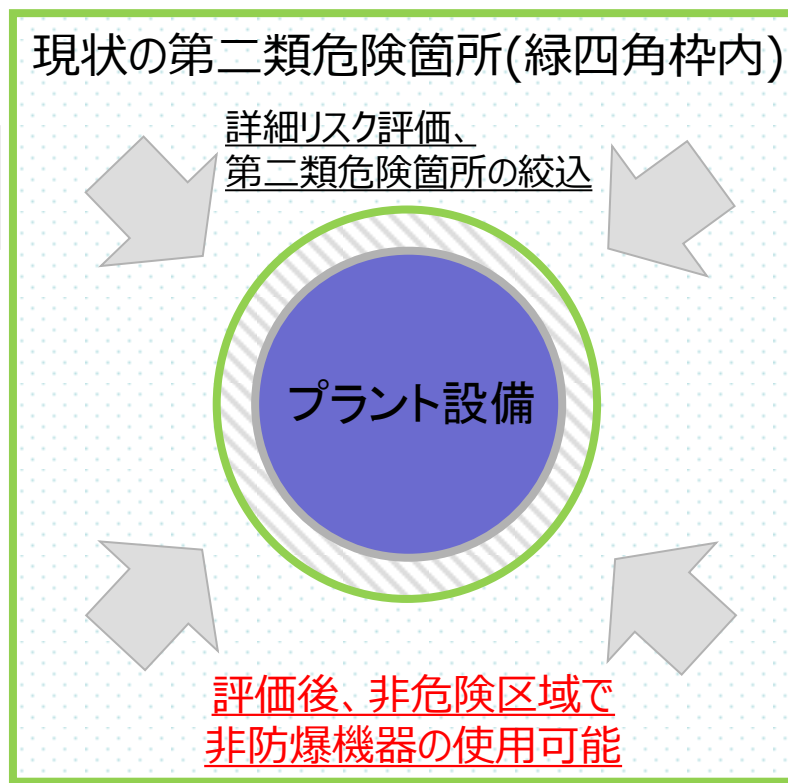 現状の第二類危険箇所(緑四角枠内)
詳細リスク評価、
第二類危険箇所の絞込
プラント設備
評価後、非危険区域で
非防爆機器の使用可能